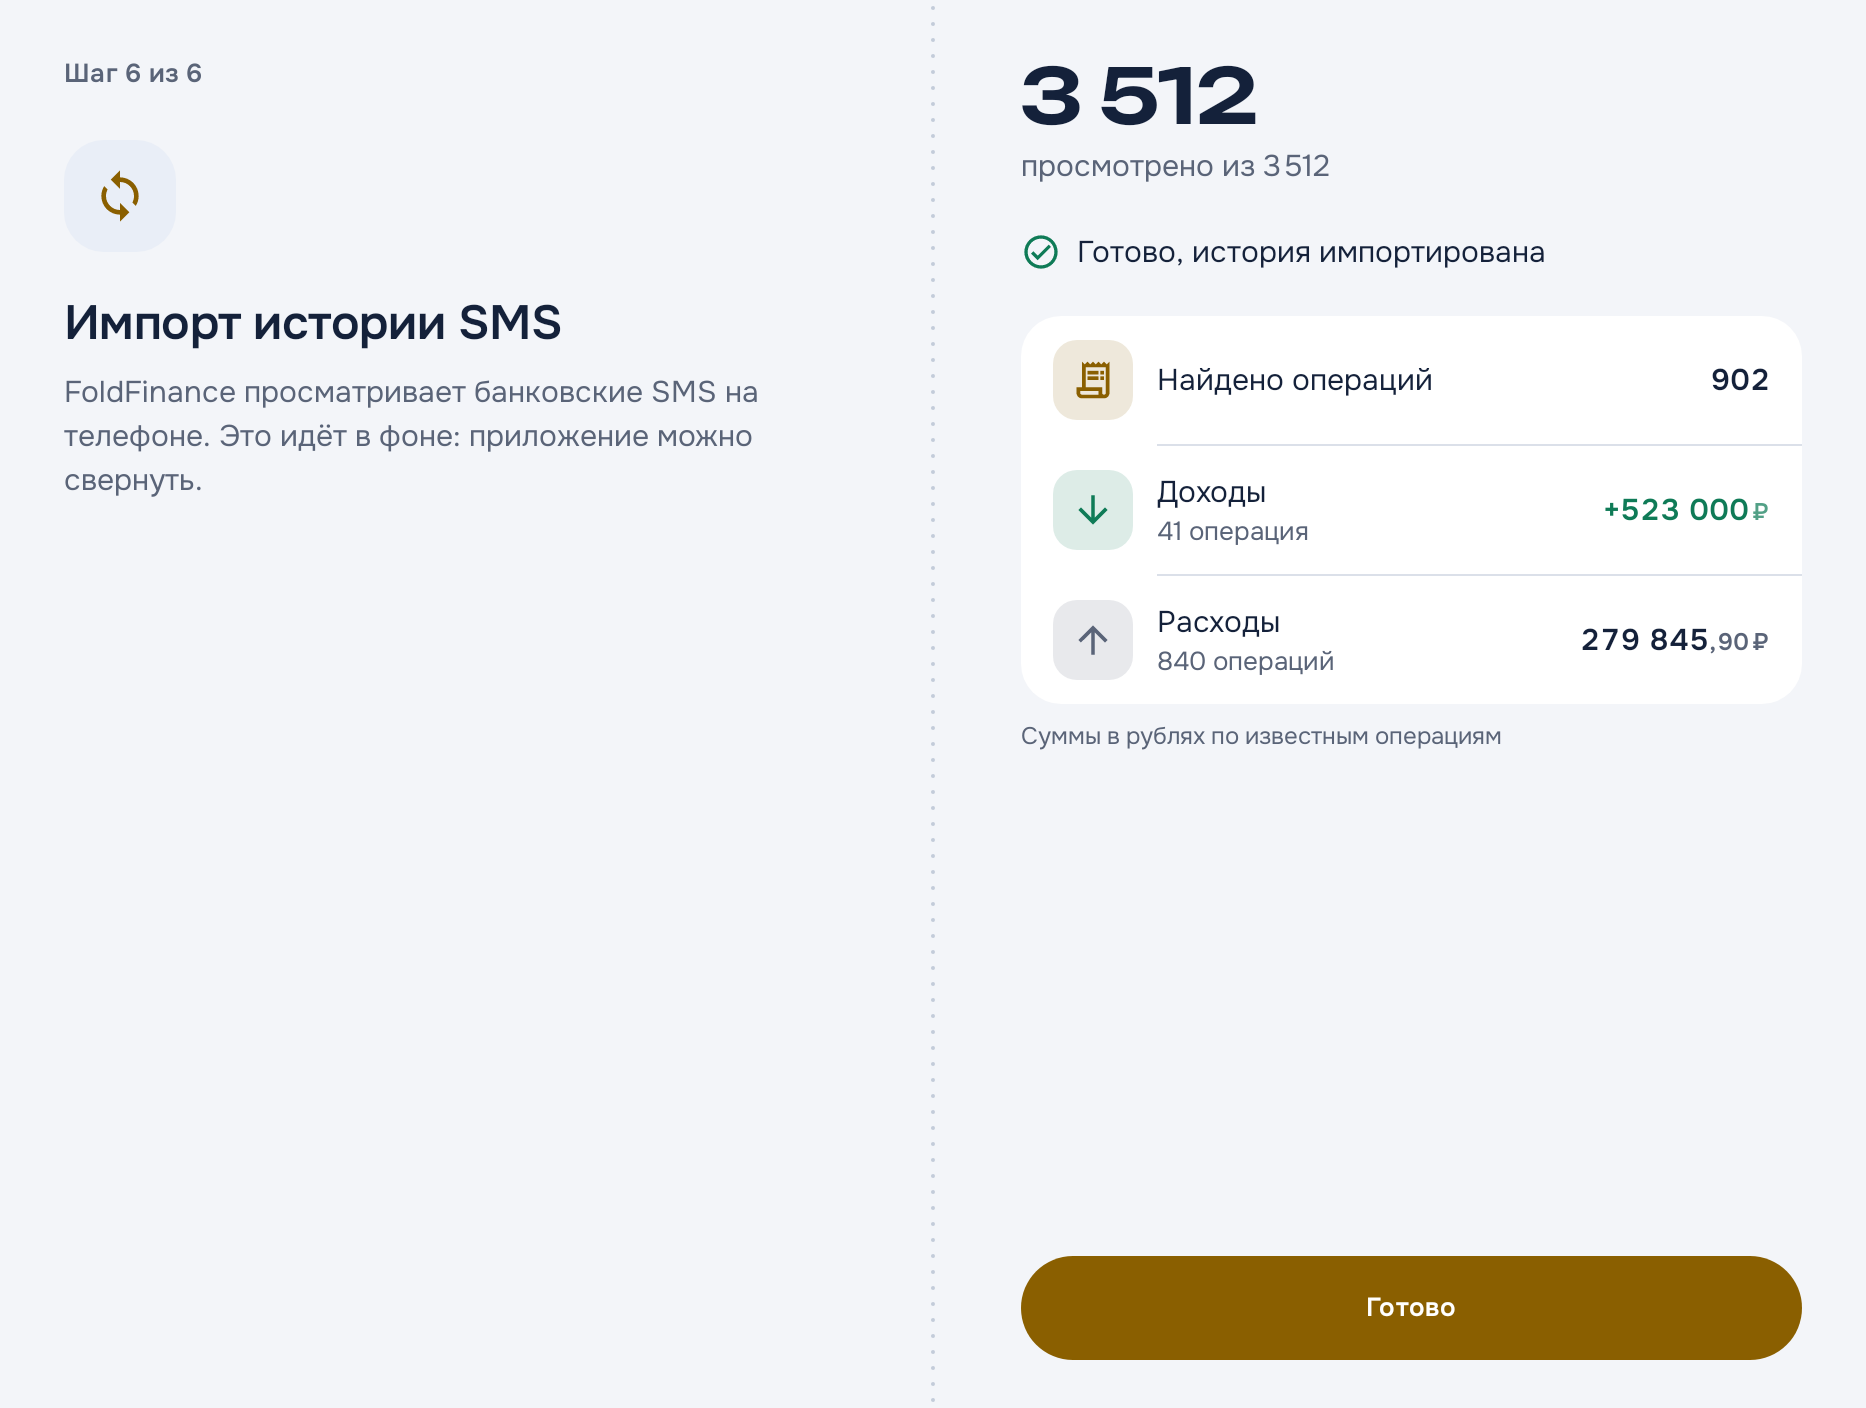 Шаг 6 из 6
Импорт истории SMS
FoldFinance просматривает банковские SMS на
телефоне. Это идёт в фоне: приложение можно
свернуть.
3 512
просмотрено из 3 512
Готово, история импортирована
Найдено операций 902
Доходы
41 операция
+523 000 ₽
Расходы
840 операций
279 845,90 ₽
Суммы в рублях по известным операциям
Готово